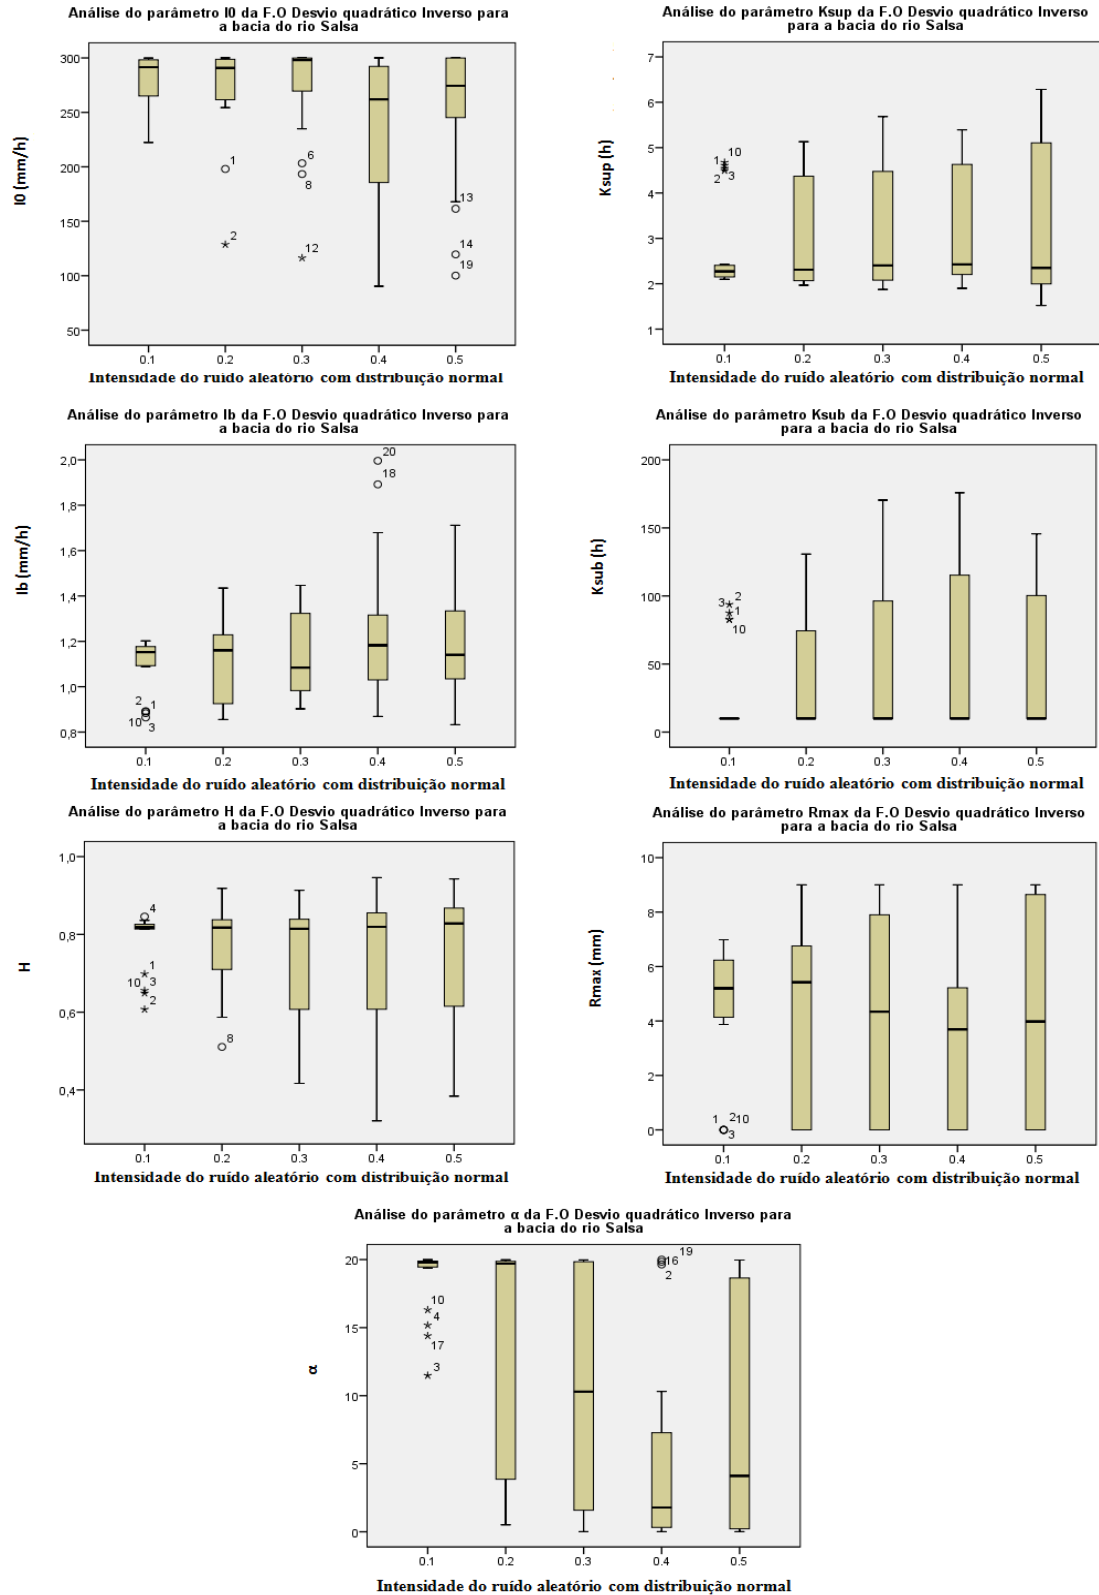 Análise do parâmetro I0 da F.O Desvio quadrático Inverso para
a bacia do rio Salsa
I0 (mm/h)
300
250
200
150
100
50
1
2
6
8
12
13
14
19
0.1 0.2 0.3 0.4 0.5
Intensidade do ruído aleatório com distribuição normal
Análise do parâmetro Ksup da F.O Desvio quadrático Inverso
para a bacia do rio Salsa
Ksup (h)
7
6
5
4
3
2
1
1 10
2 3
0.1 0.2 0.3 0.4 0.5
Intensidade do ruído aleatório com distribuição normal
Análise do parâmetro Ib da F.O Desvio quadrático Inverso para
a bacia do rio Salsa
Ib (mm/h)
2,0
1,8
1,6
1,4
1,2
1,0
0,8
2 1
10 3
20
18
0.1 0.2 0.3 0.4 0.5
Intensidade do ruído aleatório com distribuição normal
Análise do parâmetro Ksub da F.O Desvio quadrático Inverso
para a bacia do rio Salsa
Ksub (h)
200
150
100
50
0
3 2
1
10
0.1 0.2 0.3 0.4 0.5
Intensidade do ruído aleatório com distribuição normal
Análise do parâmetro H da F.O Desvio quadrático Inverso para
a bacia do rio Salsa
H
1,0
0,8
0,6
0,4
4
1
10 3
2
8
0.1 0.2 0.3 0.4 0.5
Intensidade do ruído aleatório com distribuição normal
Análise do parâmetro Rmax da F.O Desvio quadrático Inverso
para a bacia do rio Salsa
Rmax (mm)
10
8
6
4
2
0
1 210
3
0.1 0.2 0.3 0.4 0.5
Intensidade do ruído aleatório com distribuição normal
Análise do parâmetro α da F.O Desvio quadrático Inverso para
a bacia do rio Salsa
α
20
15
10
5
0
10
4
17
3
19
16
2
0.1 0.2 0.3 0.4 0.5
Intensidade do ruído aleatório com distribuição normal